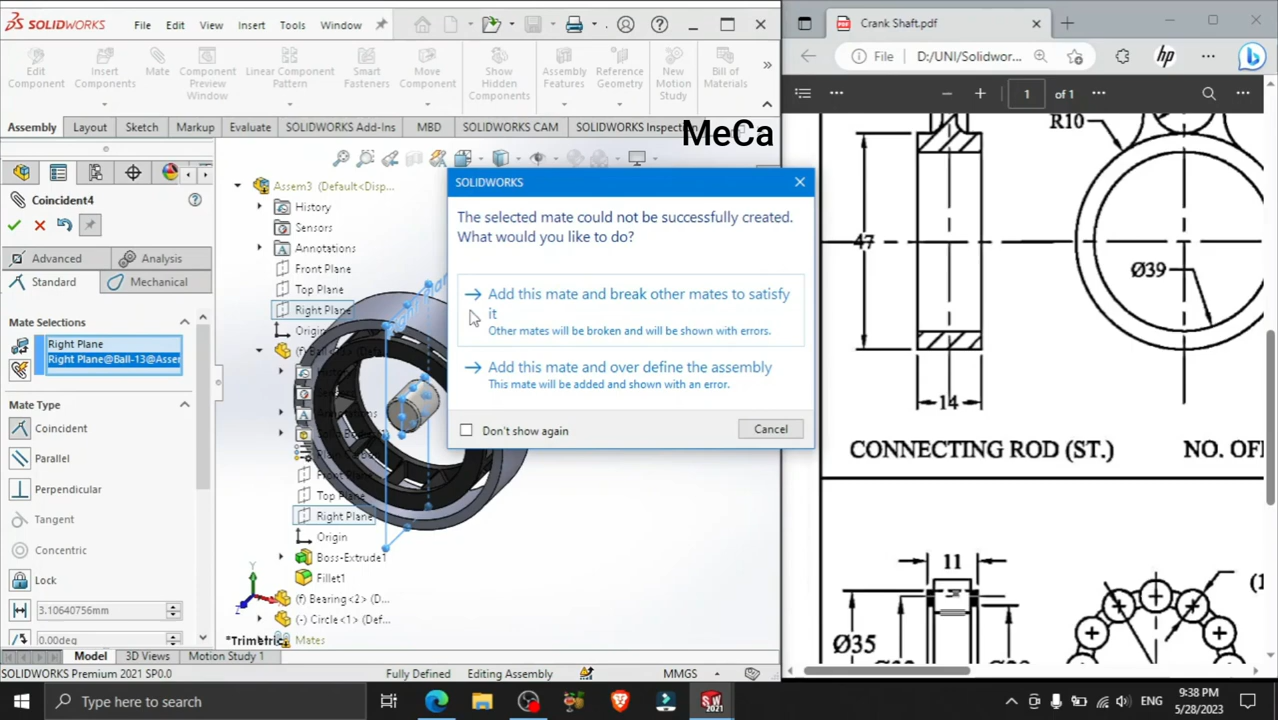 SOLIDWORKS
File
Edit
View
Insert
Tools
Window
Crank Shaft.pdf
File
D:/UNI/Solidwor...
hp
1
of 1
Edit
Component
Insert
Components
Mate
Component
Preview
Window
Linear Component
Pattern
Smart
Fasteners
Move
Component
Show
Hidden
Components
Assembly
Features
Reference
Geometry
New
Motion
Study
Bill of
Materials
Assembly
Layout
Sketch
Markup
Evaluate
SOLIDWORKS Add-Ins
MBD
SOLIDWORKS CAM
SOLIDWORKS Inspection
MeCa
Coincident4
Advanced
Analysis
Standard
Mechanical
Mate Selections
Right Plane
Right Plane@Ball-13@Asser
Mate Type
Coincident
Parallel
Perpendicular
Tangent
Concentric
Lock
3.10640756mm
0.00deg
Assem3 (Default<Disp...
History
Sensors
Annotations
Front Plane
Top Plane
Right Plane
Origin
Top Plane
Right Plane
Origin
Boss-Extrude1
Fillet1
(f) Bearing<2> (D...
(-) Circle<1> (Def...
Mates
*Trimetric
Y
Z
SOLIDWORKS
The selected mate could not be successfully created.
What would you like to do?
Add this mate and break other mates to satisfy
it
Other mates will be broken and will be shown with errors.
Add this mate and over define the assembly
This mate will be added and shown with an error.
Don't show again
Cancel
R10
47
Ø39
14
CONNECTING ROD (ST.)
NO. OF
11
Ø35
(1
Model
3D Views
Motion Study 1
SOLIDWORKS Premium 2021 SP0.0
Fully Defined
Editing Assembly
MMGS
Type here to search
ENG
9:38 PM
5/28/2023